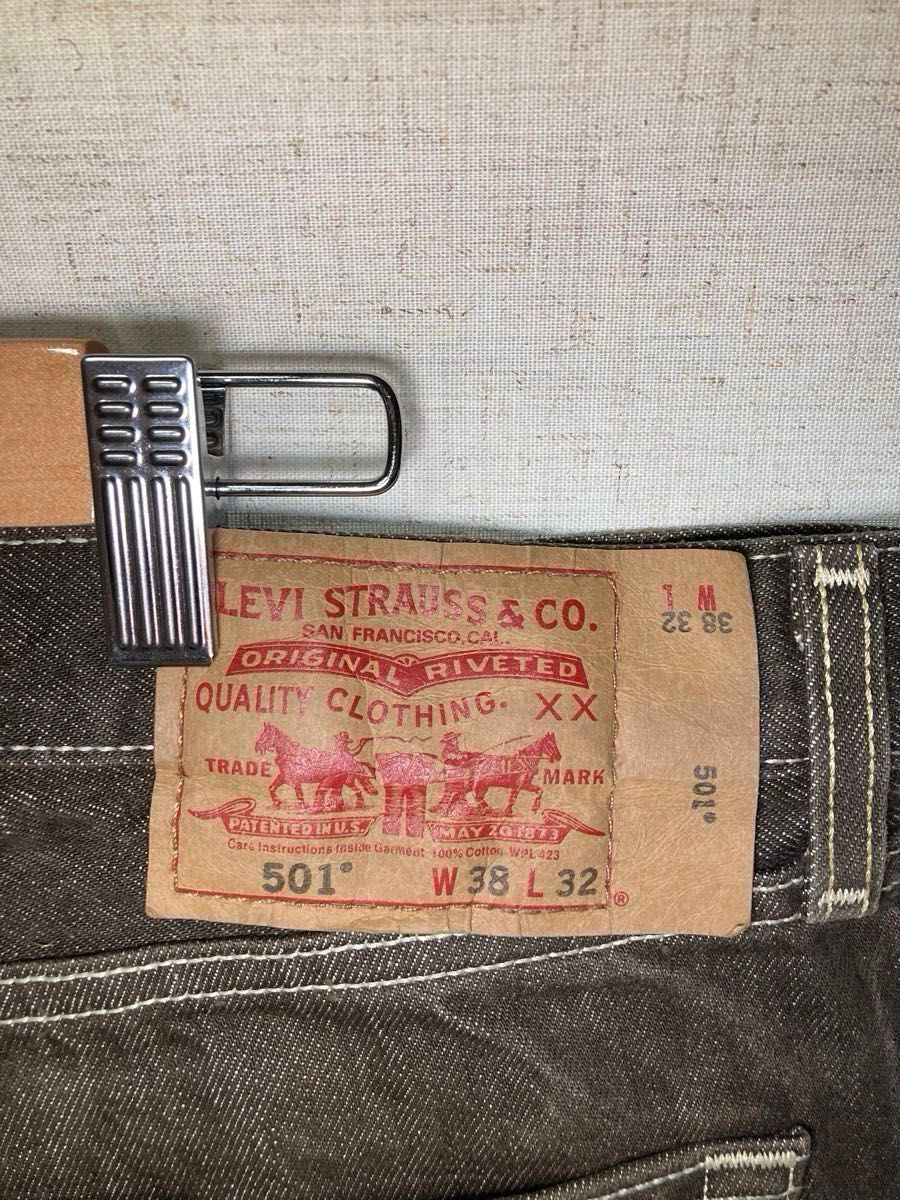 LEVI STRAUSS & CO.
SAN FRANCISCO, CAL.
ORIGINAL RIVETED
QUALITY CLOTHING. XX
TRADE MARK
PATENTED IN U.S. MAY 20 1873
Care Instructions Inside Garment 100% Cotton WPL 423
501® W 38 L 32
®
W L
38 32
501®